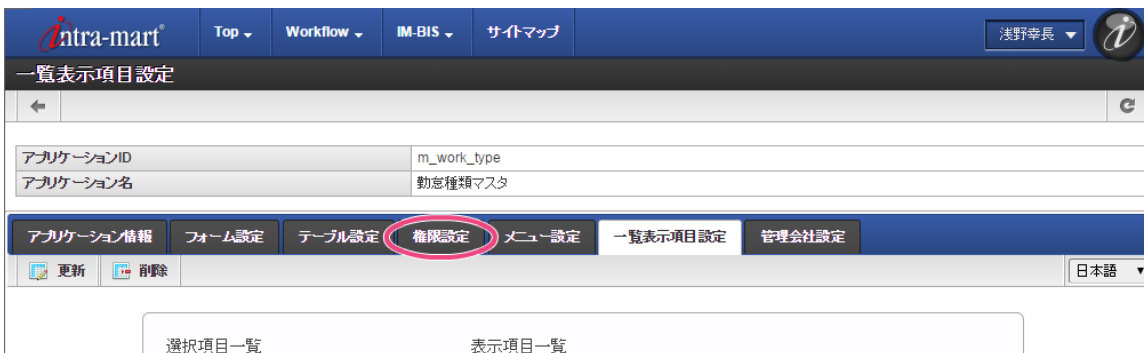 intra-mart® Top Workflow IM-BIS サイトマップ 浅野幸長
一覧表示項目設定
アプリケーションID m_work_type
アプリケーション名 勤怠種類マスタ
アプリケーション情報 フォーム設定 テーブル設定 権限設定 メニュー設定 一覧表示項目設定 管理会社設定
更新 削除 日本語
選択項目一覧 表示項目一覧